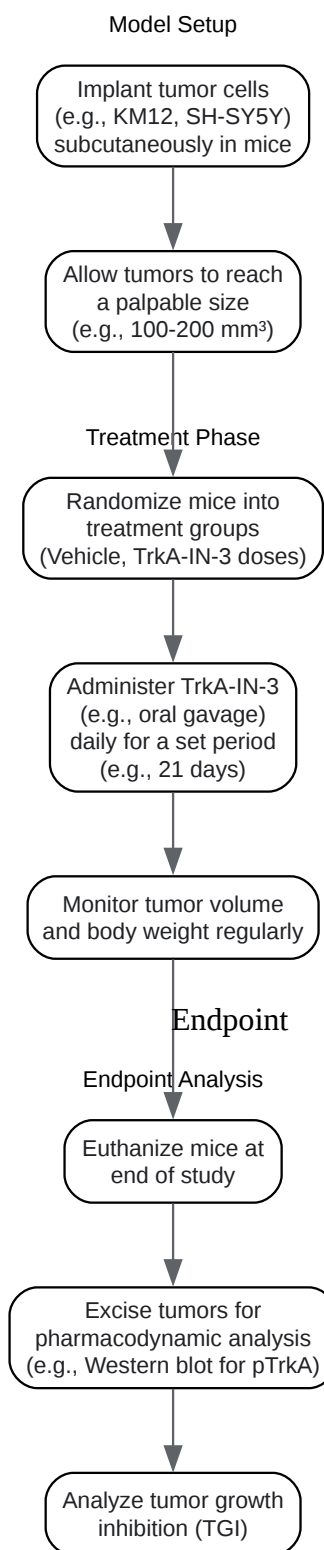 Model Setup
Implant tumor cells
(e.g., KM12, SH-SY5Y)
subcutaneously in mice
Allow tumors to reach
a palpable size
(e.g., 100-200 mm³)
Treatment Phase
Randomize mice into
treatment groups
(Vehicle, TrkA-IN-3 doses)
Administer TrkA-IN-3
(e.g., oral gavage)
daily for a set period
(e.g., 21 days)
Monitor tumor volume
and body weight regularly
Endpoint
Endpoint Analysis
Euthanize mice at
end of study
Excise tumors for
pharmacodynamic analysis
(e.g., Western blot for pTrkA)
Analyze tumor growth
inhibition (TGI)